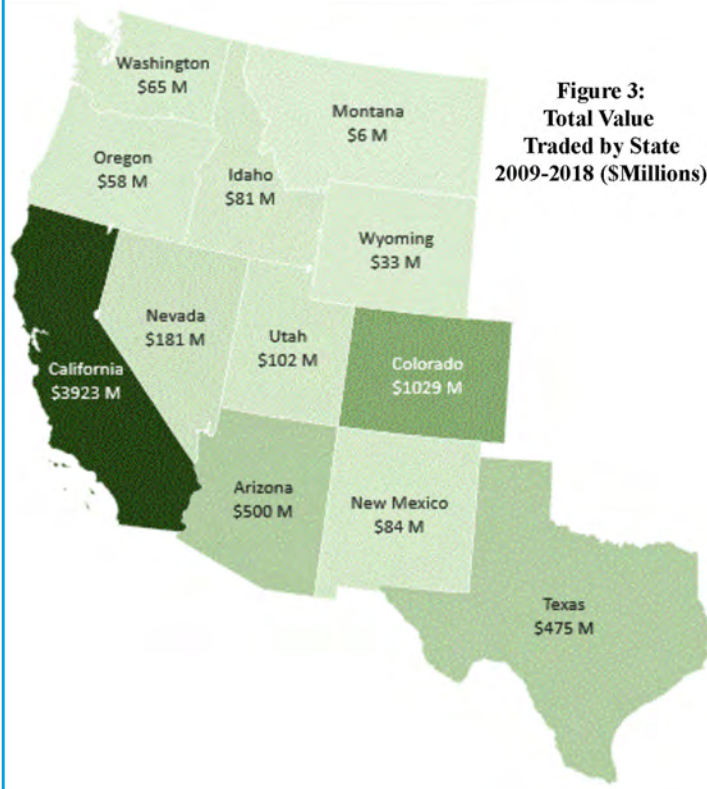 Figure 3:
Total Value
Traded by State
2009-2018 ($Millions)
Washington
$65 M
Montana
$6 M
Oregon
$58 M
Idaho
$81 M
Wyoming
$33 M
Nevada
$181 M
Utah
$102 M
Colorado
$1029 M
California
$3923 M
Arizona
$500 M
New Mexico
$84 M
Texas
$475 M